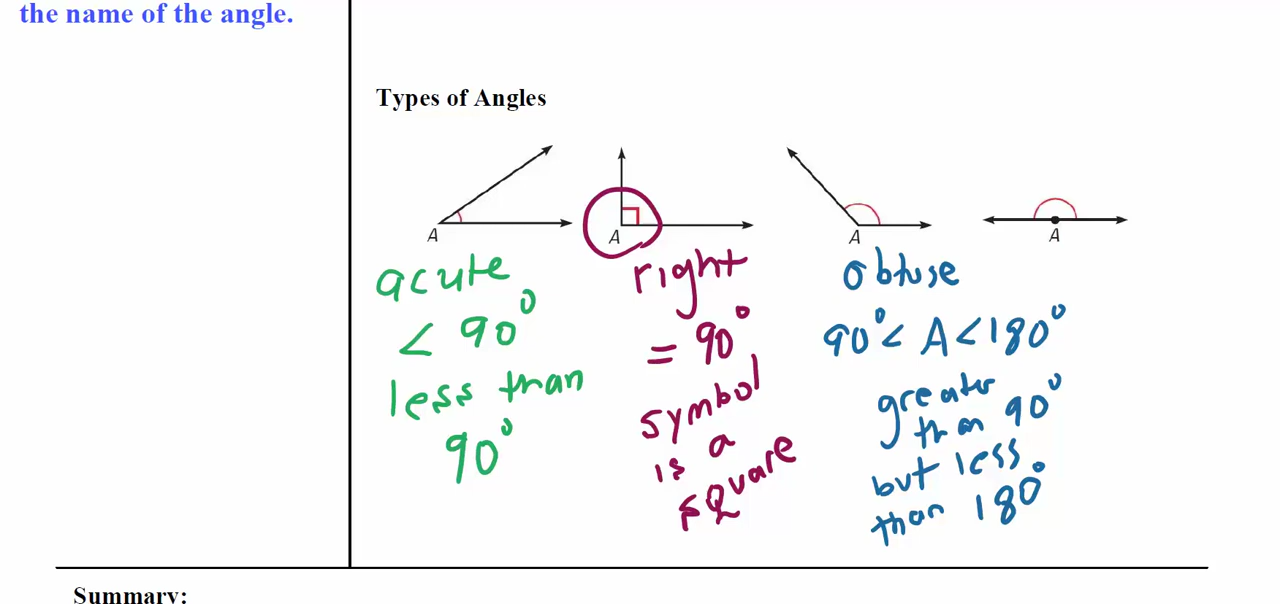 the name of the angle.
Types of Angles
A
A
A
A
acute
< 90°
less than
90°
right
= 90°
symbol
is a
square
obtuse
90° < A < 180°
greater
than 90°
but less
than 180°
Summary: